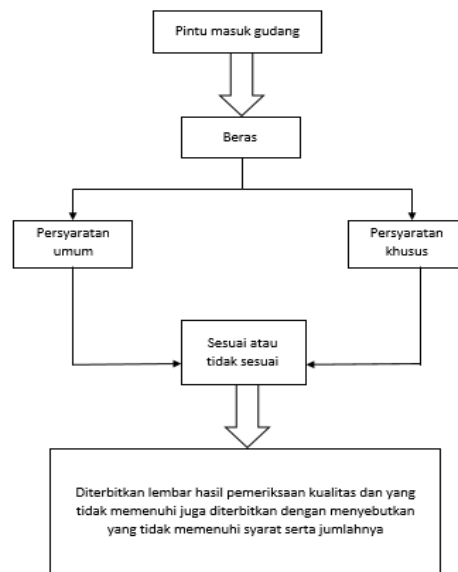 Pintu masuk gudang
Beras
Persyaratan
umum
Persyaratan
khusus
Sesuai atau
tidak sesuai
Diterbitkan lembar hasil pemeriksaan kualitas dan yang
tidak memenuhi juga diterbitkan dengan menyebutkan
yang tidak memenuhi syarat serta jumlahnya